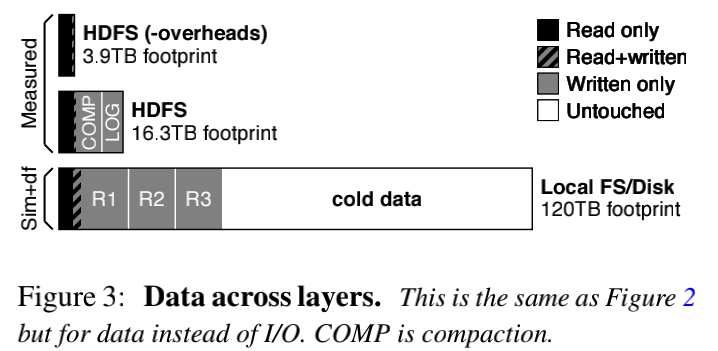 Measured
HDFS (-overheads)
3.9TB footprint
COMP
LOG
HDFS
16.3TB footprint
Sim+df
R1
R2
R3
cold data
Local FS/Disk
120TB footprint
Read only
Read+written
Written only
Untouched
Figure 3: Data across layers. This is the same as Figure 2
but for data instead of I/O. COMP is compaction.